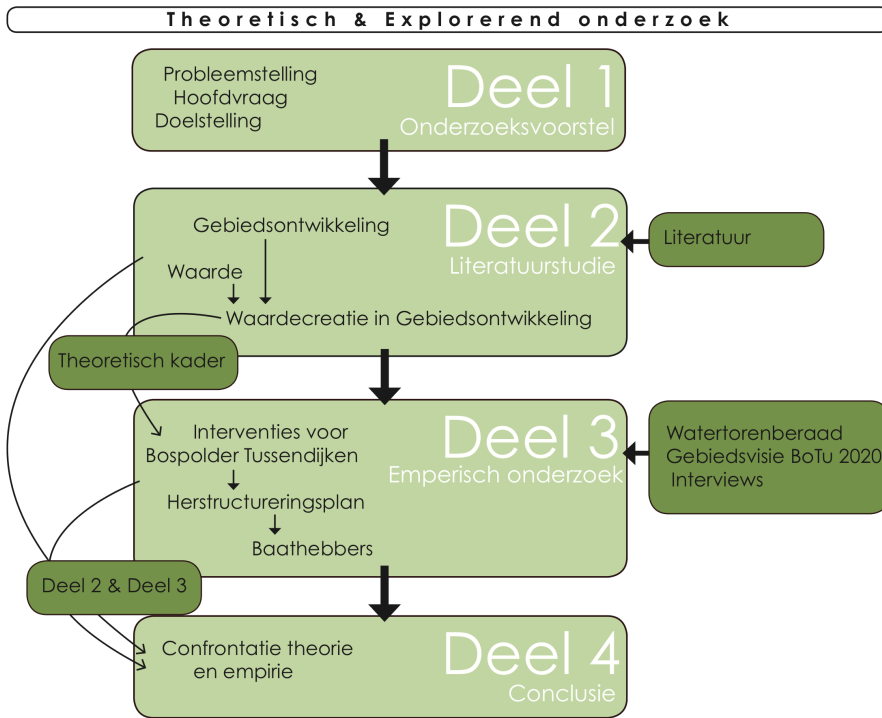 Theoretisch & Explorerend onderzoek
Probleemstelling
Hoofdvraag
Doelstelling
Deel 1
Onderzoeksvoorstel
Gebiedsontwikkeling
Waarde
Waardecreatie in Gebiedsontwikkeling
Deel 2
Literatuurstudie
Literatuur
Theoretisch kader
Interventies voor
Bospolder Tussendijken
Herstructureringsplan
Baathebbers
Deel 3
Emperisch onderzoek
Watertorenberaad
Gebiedsvisie BoTu 2020
Interviews
Deel 2 & Deel 3
Confrontatie theorie
en empirie
Deel 4
Conclusie